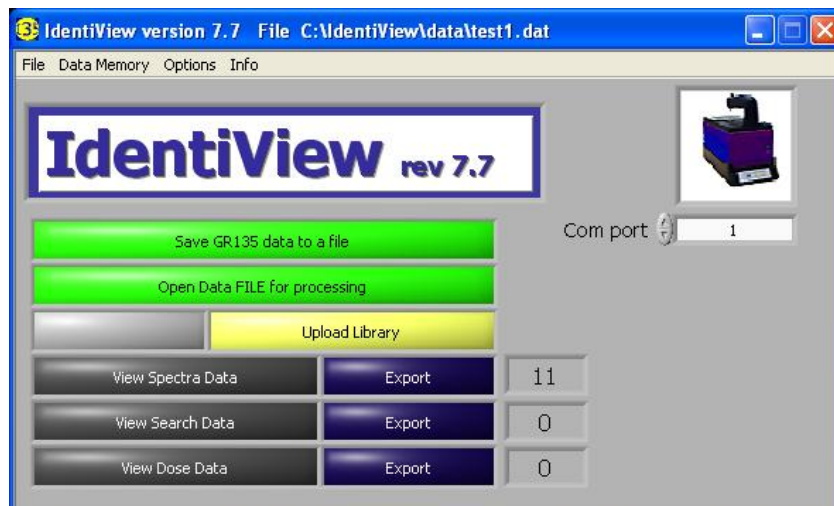 IdentiView version 7.7 File C:\IdentiView\data\test1.dat
File Data Memory Options Info
IdentiView rev 7.7
Com port 1
Save GR135 data to a file
Open Data FILE for processing
Upload Library
View Spectra Data Export 11
View Search Data Export 0
View Dose Data Export 0